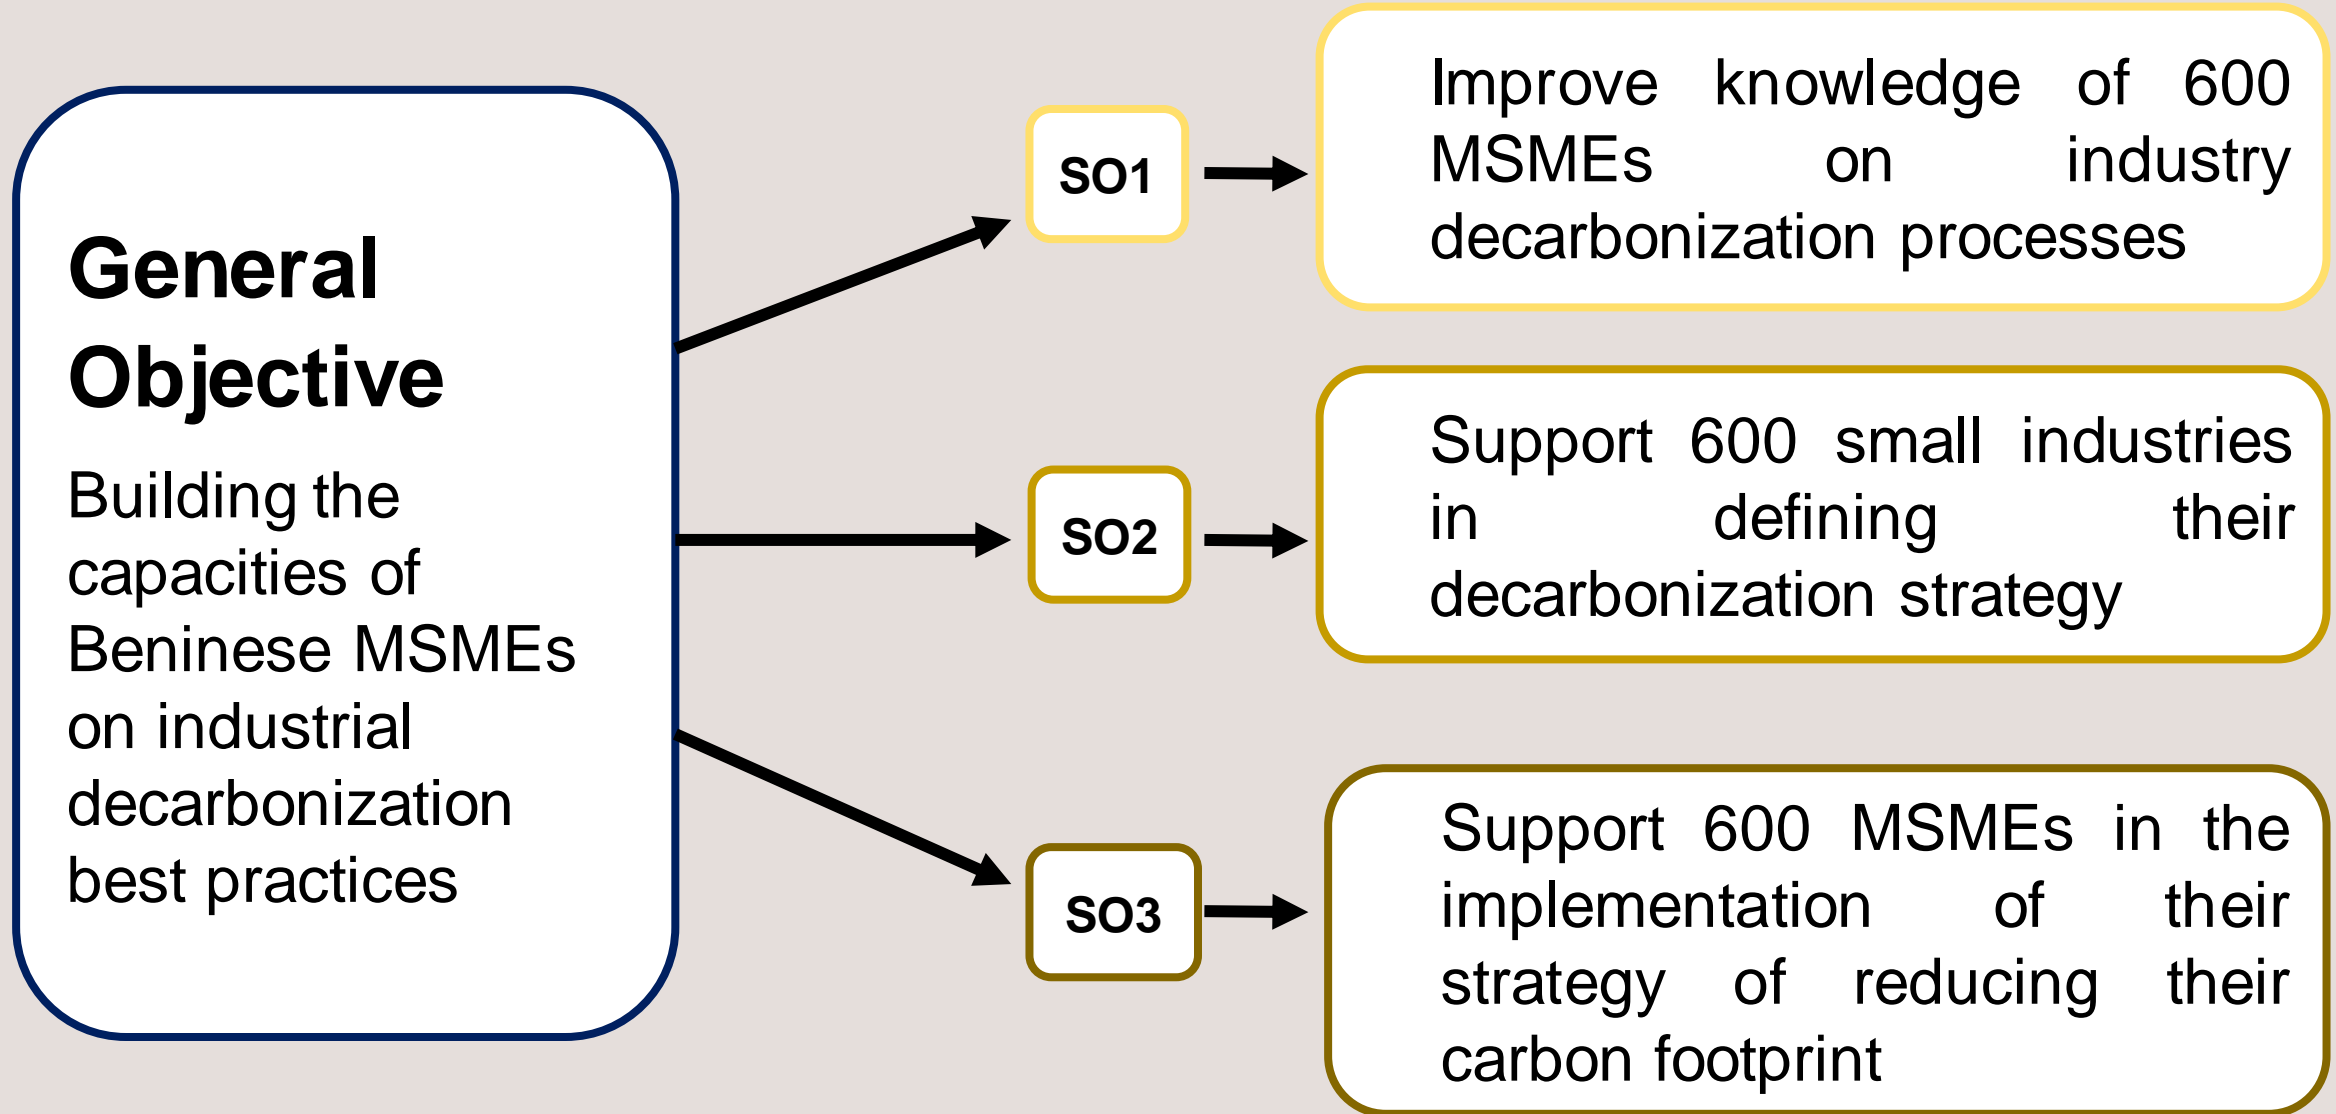 General
Objective
Building the
capacities of
Beninese MSMEs
on industrial
decarbonization
best practices
SO1
Improve knowledge of 600
MSMEs on industry
decarbonization processes
SO2
Support 600 small industries
in defining their
decarbonization strategy
SO3
Support 600 MSMEs in the
implementation of their
strategy of reducing their
carbon footprint